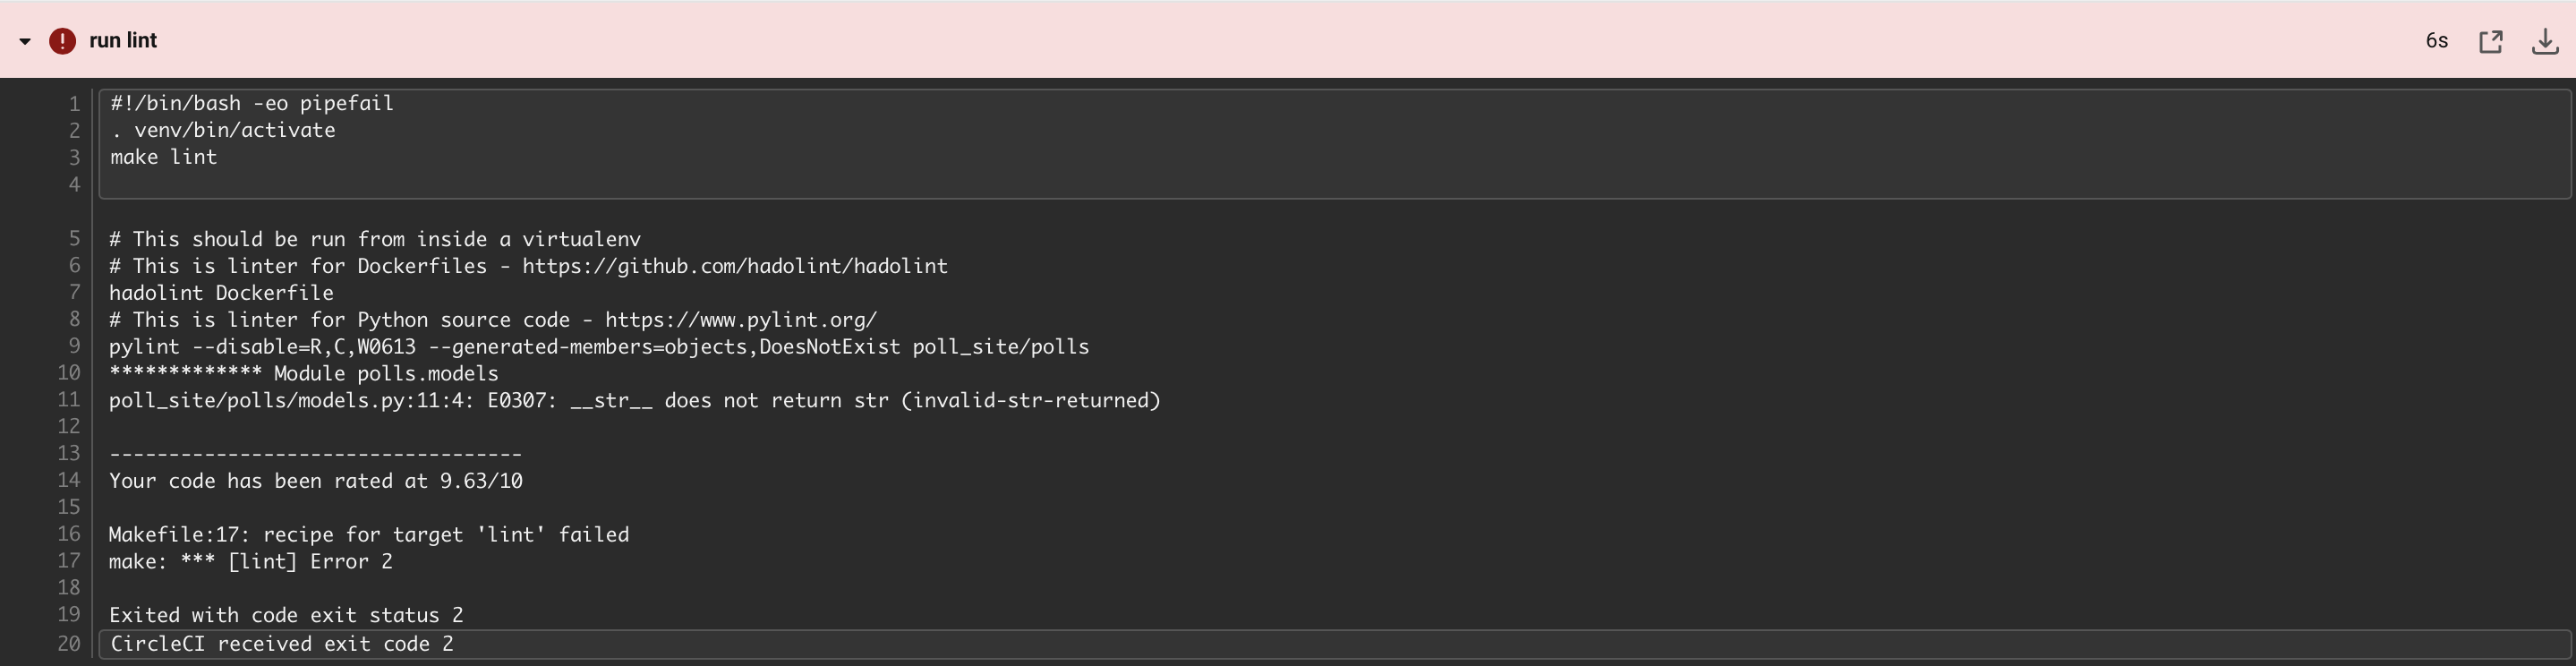 run lint
6s
1 #!/bin/bash -eo pipefail
2 . venv/bin/activate
3 make lint
4
5 # This should be run from inside a virtualenv
6 # This is linter for Dockerfiles - https://github.com/hadolint/hadolint
7 hadolint Dockerfile
8 # This is linter for Python source code - https://www.pylint.org/
9 pylint --disable=R,C,W0613 --generated-members=objects,DoesNotExist poll_site/polls
10 ************* Module polls.models
11 poll_site/polls/models.py:11:4: E0307: __str__ does not return str (invalid-str-returned)
12
13 -----------------------------------
14 Your code has been rated at 9.63/10
15
16 Makefile:17: recipe for target 'lint' failed
17 make: *** [lint] Error 2
18
19 Exited with code exit status 2
20 CircleCI received exit code 2